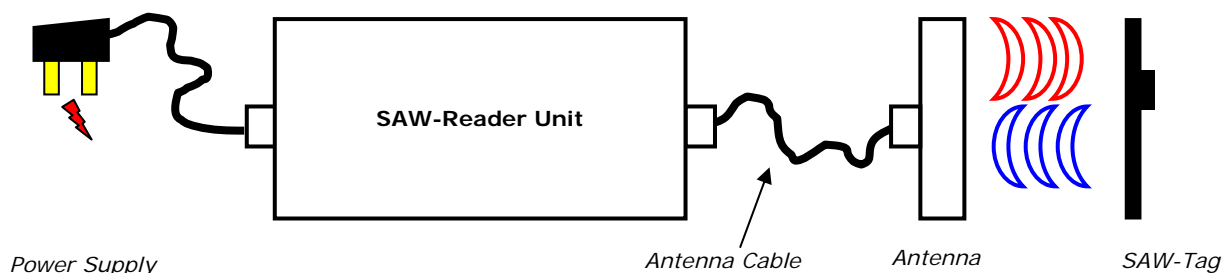 SAW-Reader Unit
Power Supply
Antenna Cable
Antenna
SAW-Tag